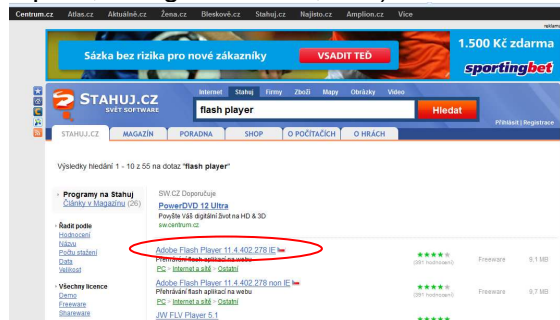 Centrum.cz Atlas.cz Aktuálně.cz Žena.cz Bleskově.cz Stahuj.cz Najisto.cz Amplion.cz Více
reklama
Sázka bez rizika pro nové zákazníky VSADIT TEĎ
1.500 Kč zdarma
sportingbet
STAHUJ.CZ
SVĚT SOFTWARE
Internet Stahuj Firmy Zboží Mapy Obrázky Video
flash player Hledat
Přihlásit | Registrace
STAHUJ.CZ MAGAZÍN PORADNA SHOP O POČÍTAČÍCH O HRÁCH
Výsledky hledání 1 - 10 z 55 na dotaz "flash player"
Programy na Stahuj
Články v Magazínu (26)
Řadit podle
Hodnocení
Názvu
Počtu stažení
Data
Velikost
Všechny licence
Demo
Freeware
Shareware
SW.CZ Doporučuje
PowerDVD 12 Ultra
Povyšte Váš digitální život na HD & 3D
sw.centrum.cz
Adobe Flash Player 11.4.402.278 IE
Přehrávání flash aplikací na webu
PC » Internet a sítě » Ostatní
(391 hodnocení) Freeware 9,1 MB
Adobe Flash Player 11.4.402.278 non IE
Přehrávání flash aplikací na webu
PC » Internet a sítě » Ostatní
(391 hodnocení) Freeware 9,7 MB
JW FLV Player 5.1